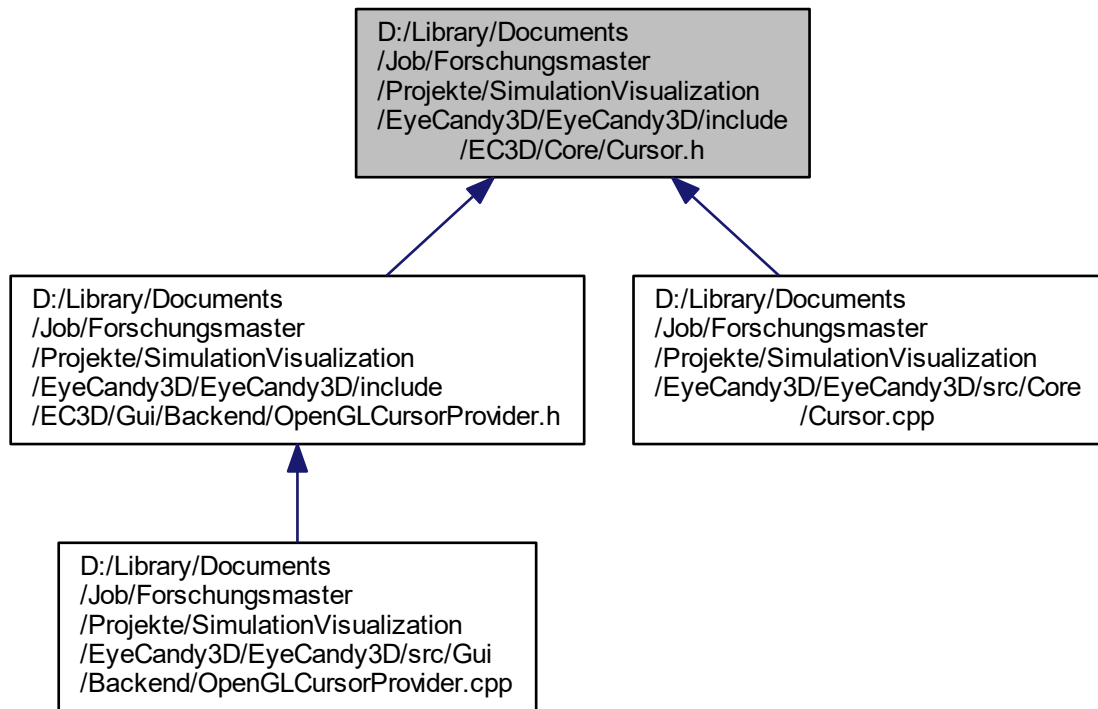 D:/Library/Documents
/Job/Forschungsmaster
/Projekte/SimulationVisualization
/EyeCandy3D/EyeCandy3D/include
/EC3D/Core/Cursor.h
D:/Library/Documents
/Job/Forschungsmaster
/Projekte/SimulationVisualization
/EyeCandy3D/EyeCandy3D/include
/EC3D/Gui/Backend/OpenGLCursorProvider.h
D:/Library/Documents
/Job/Forschungsmaster
/Projekte/SimulationVisualization
/EyeCandy3D/EyeCandy3D/src/Core
/Cursor.cpp
D:/Library/Documents
/Job/Forschungsmaster
/Projekte/SimulationVisualization
/EyeCandy3D/EyeCandy3D/src/Gui
/Backend/OpenGLCursorProvider.cpp